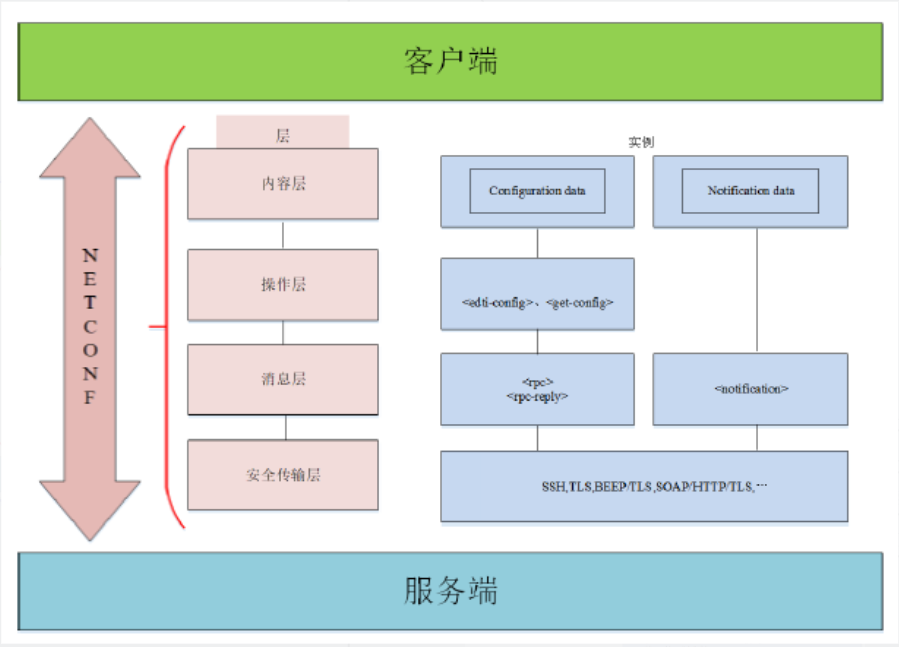 客户端
层
实例
内容层
Configuration data
Notification data
NETCONF
操作层
<edti-config>、<get-config>
消息层
<rpc>
<rpc-reply>
<notification>
安全传输层
SSH,TLS,BEEP/TLS,SOAP/HTTP/TLS,…
服务端